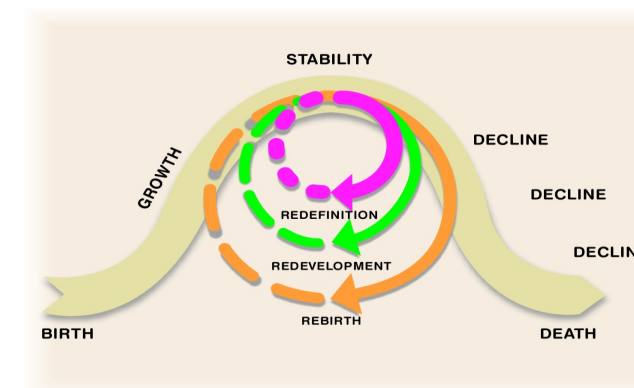 STABILITY
GROWTH
DECLINE
DECLINE
DECLIN
REDEFINITION
REDEVELOPMENT
REBIRTH
BIRTH
DEATH